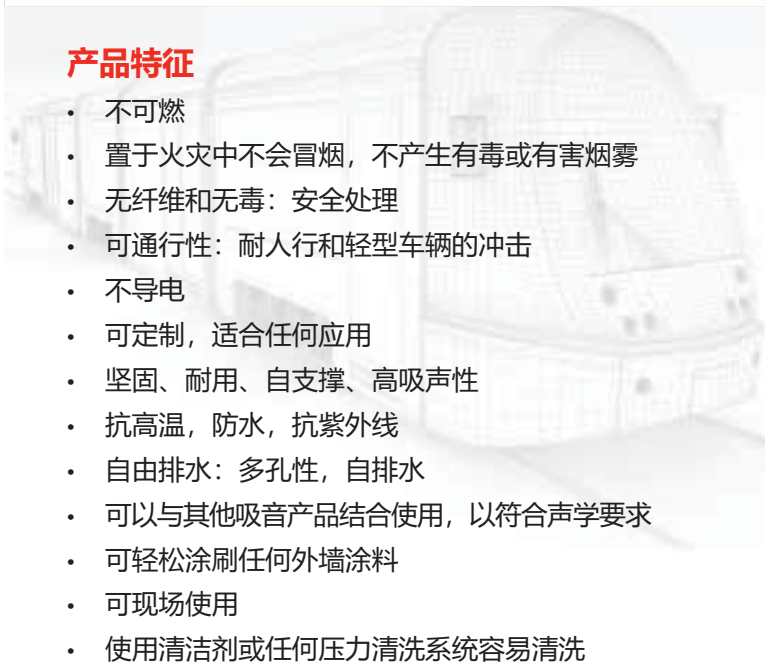 产品特征
• 不可燃
• 置于火灾中不会冒烟，不产生有毒或有害烟雾
• 无纤维和无毒：安全处理
• 可通行性：耐人行和轻型车辆的冲击
• 不导电
• 可定制，适合任何应用
• 坚固、耐用、自支撑、高吸声性
• 抗高温，防水，抗紫外线
• 自由排水：多孔性，自排水
• 可以与其他吸音产品结合使用，以符合声学要求
• 可轻松涂刷任何外墙涂料
• 可现场使用
• 使用清洁剂或任何压力清洗系统容易清洗